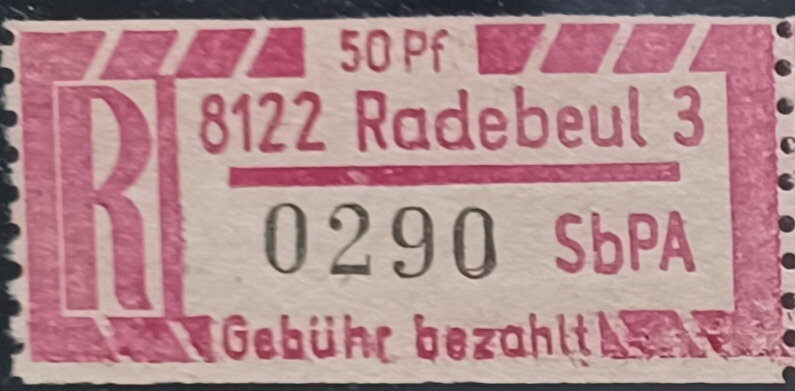 50 Pf
R
8122 Radebeul 3
0290 SbPA
Gebühr bezahlt